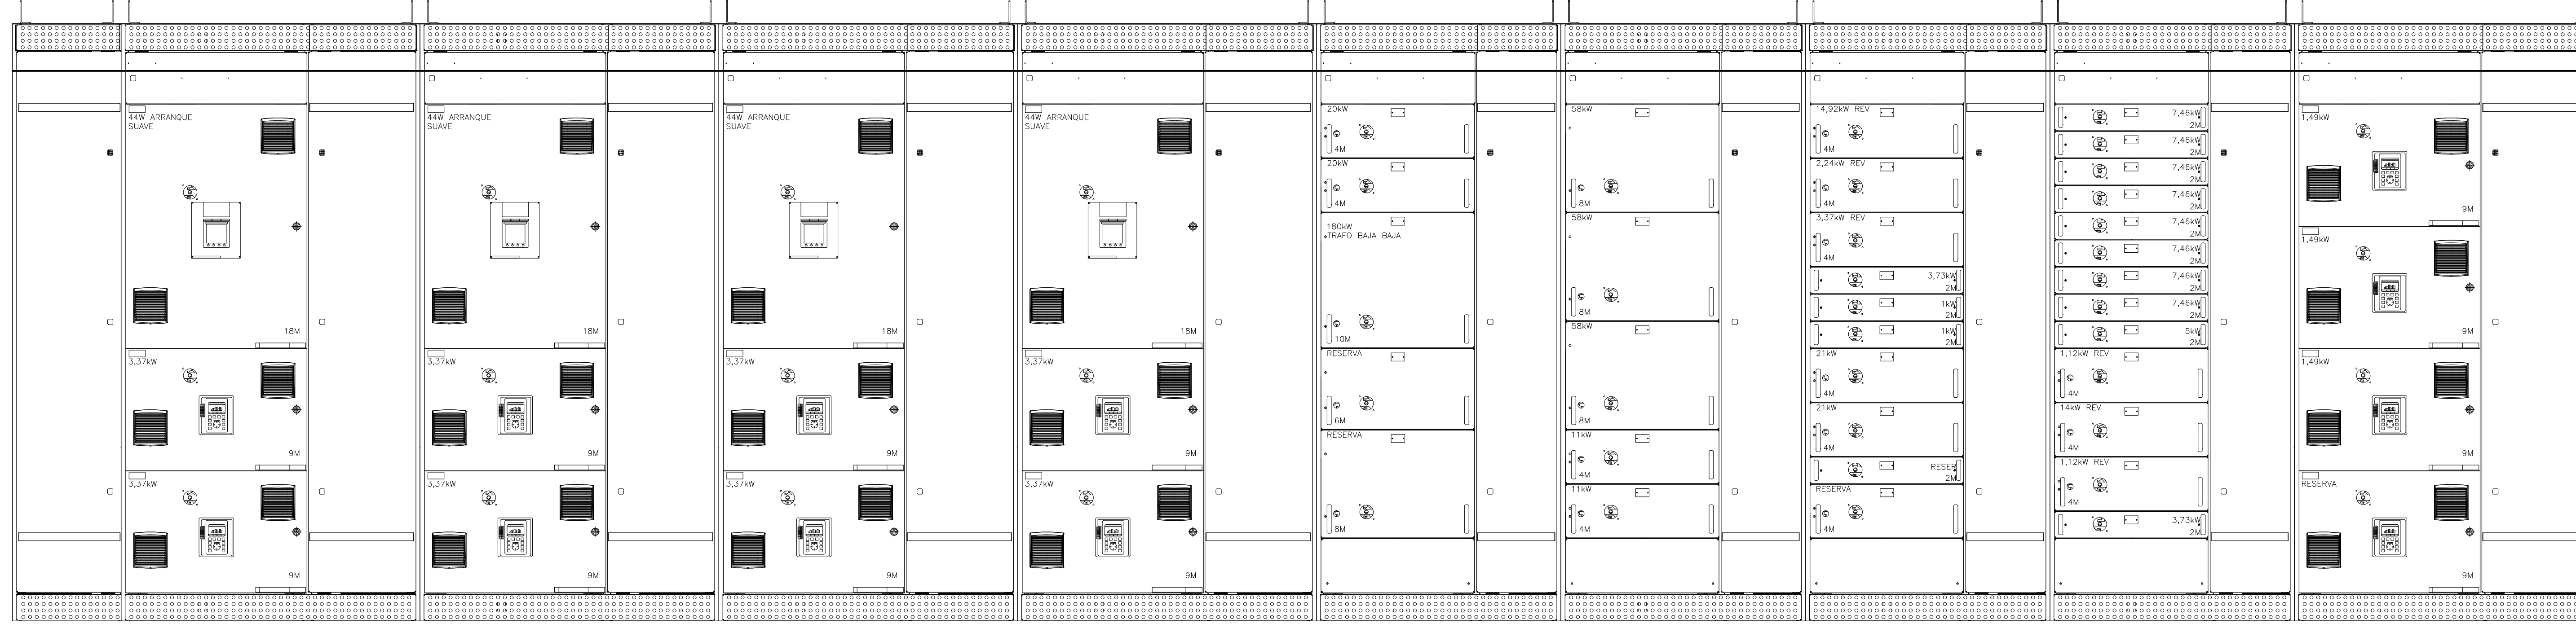 44W ARRANQUE
SUAVE
18M
3,37kW
9M
3,37kW
9M
44W ARRANQUE
SUAVE
18M
3,37kW
9M
3,37kW
9M
44W ARRANQUE
SUAVE
18M
3,37kW
9M
3,37kW
9M
44W ARRANQUE
SUAVE
18M
3,37kW
9M
3,37kW
9M
20kW
4M
20kW
4M
180kW
TRAFO BAJA BAJA
10M
RESERVA
6M
RESERVA
8M
58kW
8M
58kW
8M
58kW
8M
11kW
4M
11kW
4M
14,92kW REV
4M
2,24kW REV
4M
3,37kW REV
4M
3,73kW
2M
1kW
2M
1kW
2M
21kW
4M
21kW
4M
RESER
2M
RESERVA
4M
7,46kW
2M
7,46kW
2M
7,46kW
2M
7,46kW
2M
7,46kW
2M
7,46kW
2M
7,46kW
2M
7,46kW
2M
5kW
2M
1,12kW REV
4M
14kW REV
4M
1,12kW REV
4M
3,73kW
2M
1,49kW
9M
1,49kW
9M
1,49kW
9M
RESERVA
9M